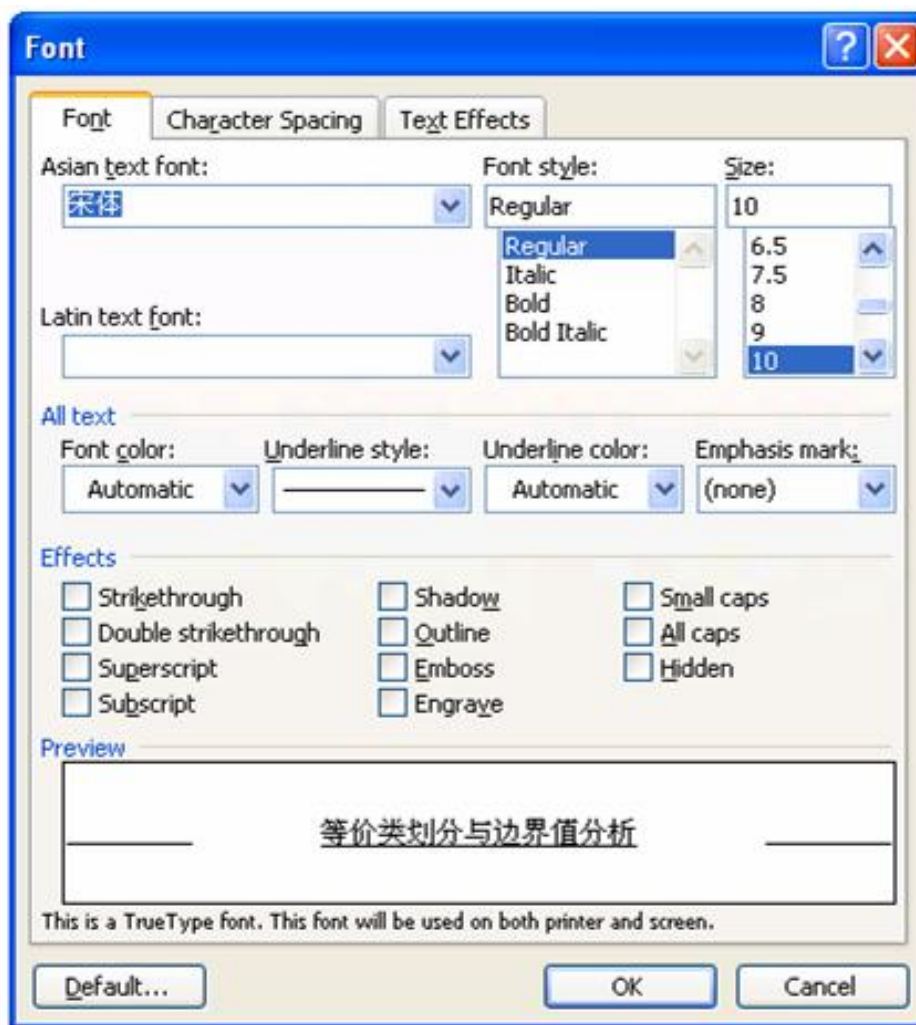 Font
Font Character Spacing Text Effects
Asian text font: Font style: Size:
宋体 Regular 10
Regular 6.5
Italic 7.5
Bold 8
Latin text font: Bold Italic 9
10
All text
Font color: Underline style: Underline color: Emphasis mark:
Automatic Automatic (none)
Effects
Strikethrough Shadow Small caps
Double strikethrough Outline All caps
Superscript Emboss Hidden
Subscript Engrave
Preview
等价类划分与边界值分析
This is a TrueType font. This font will be used on both printer and screen.
Default... OK Cancel